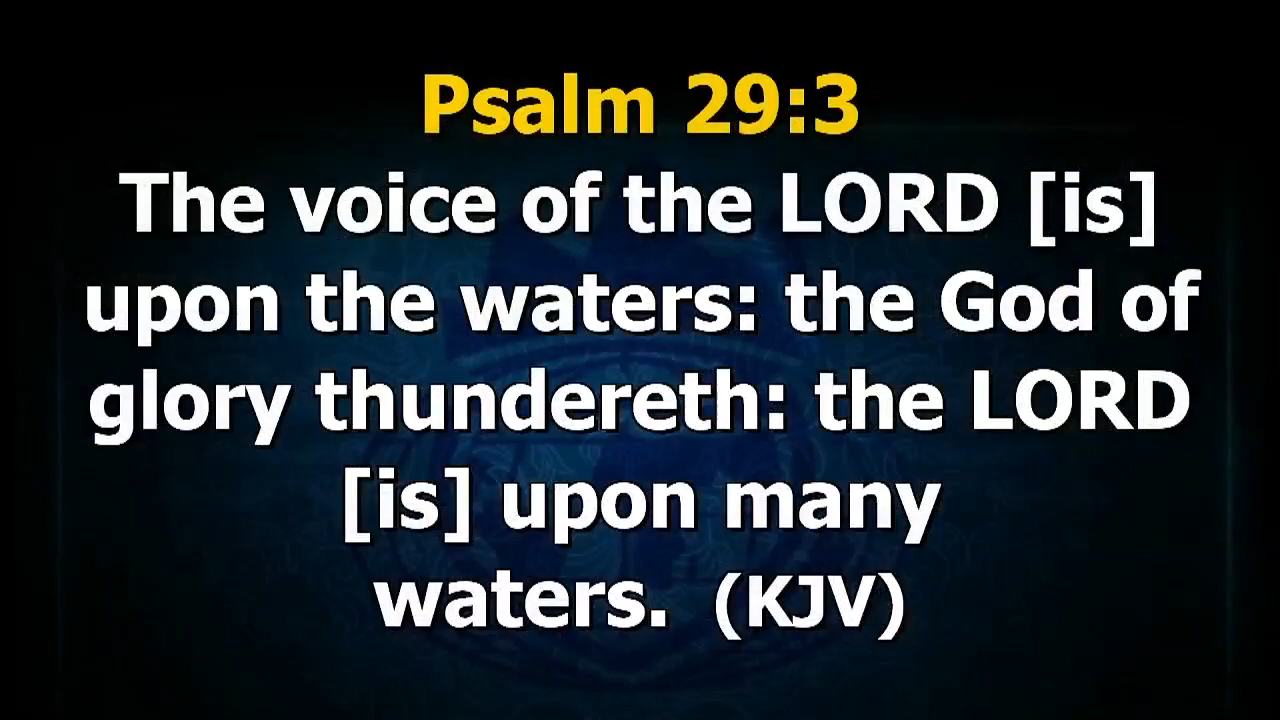 Psalm 29:3
The voice of the LORD [is]
upon the waters: the God of
glory thundereth: the LORD
[is] upon many
waters. (KJV)